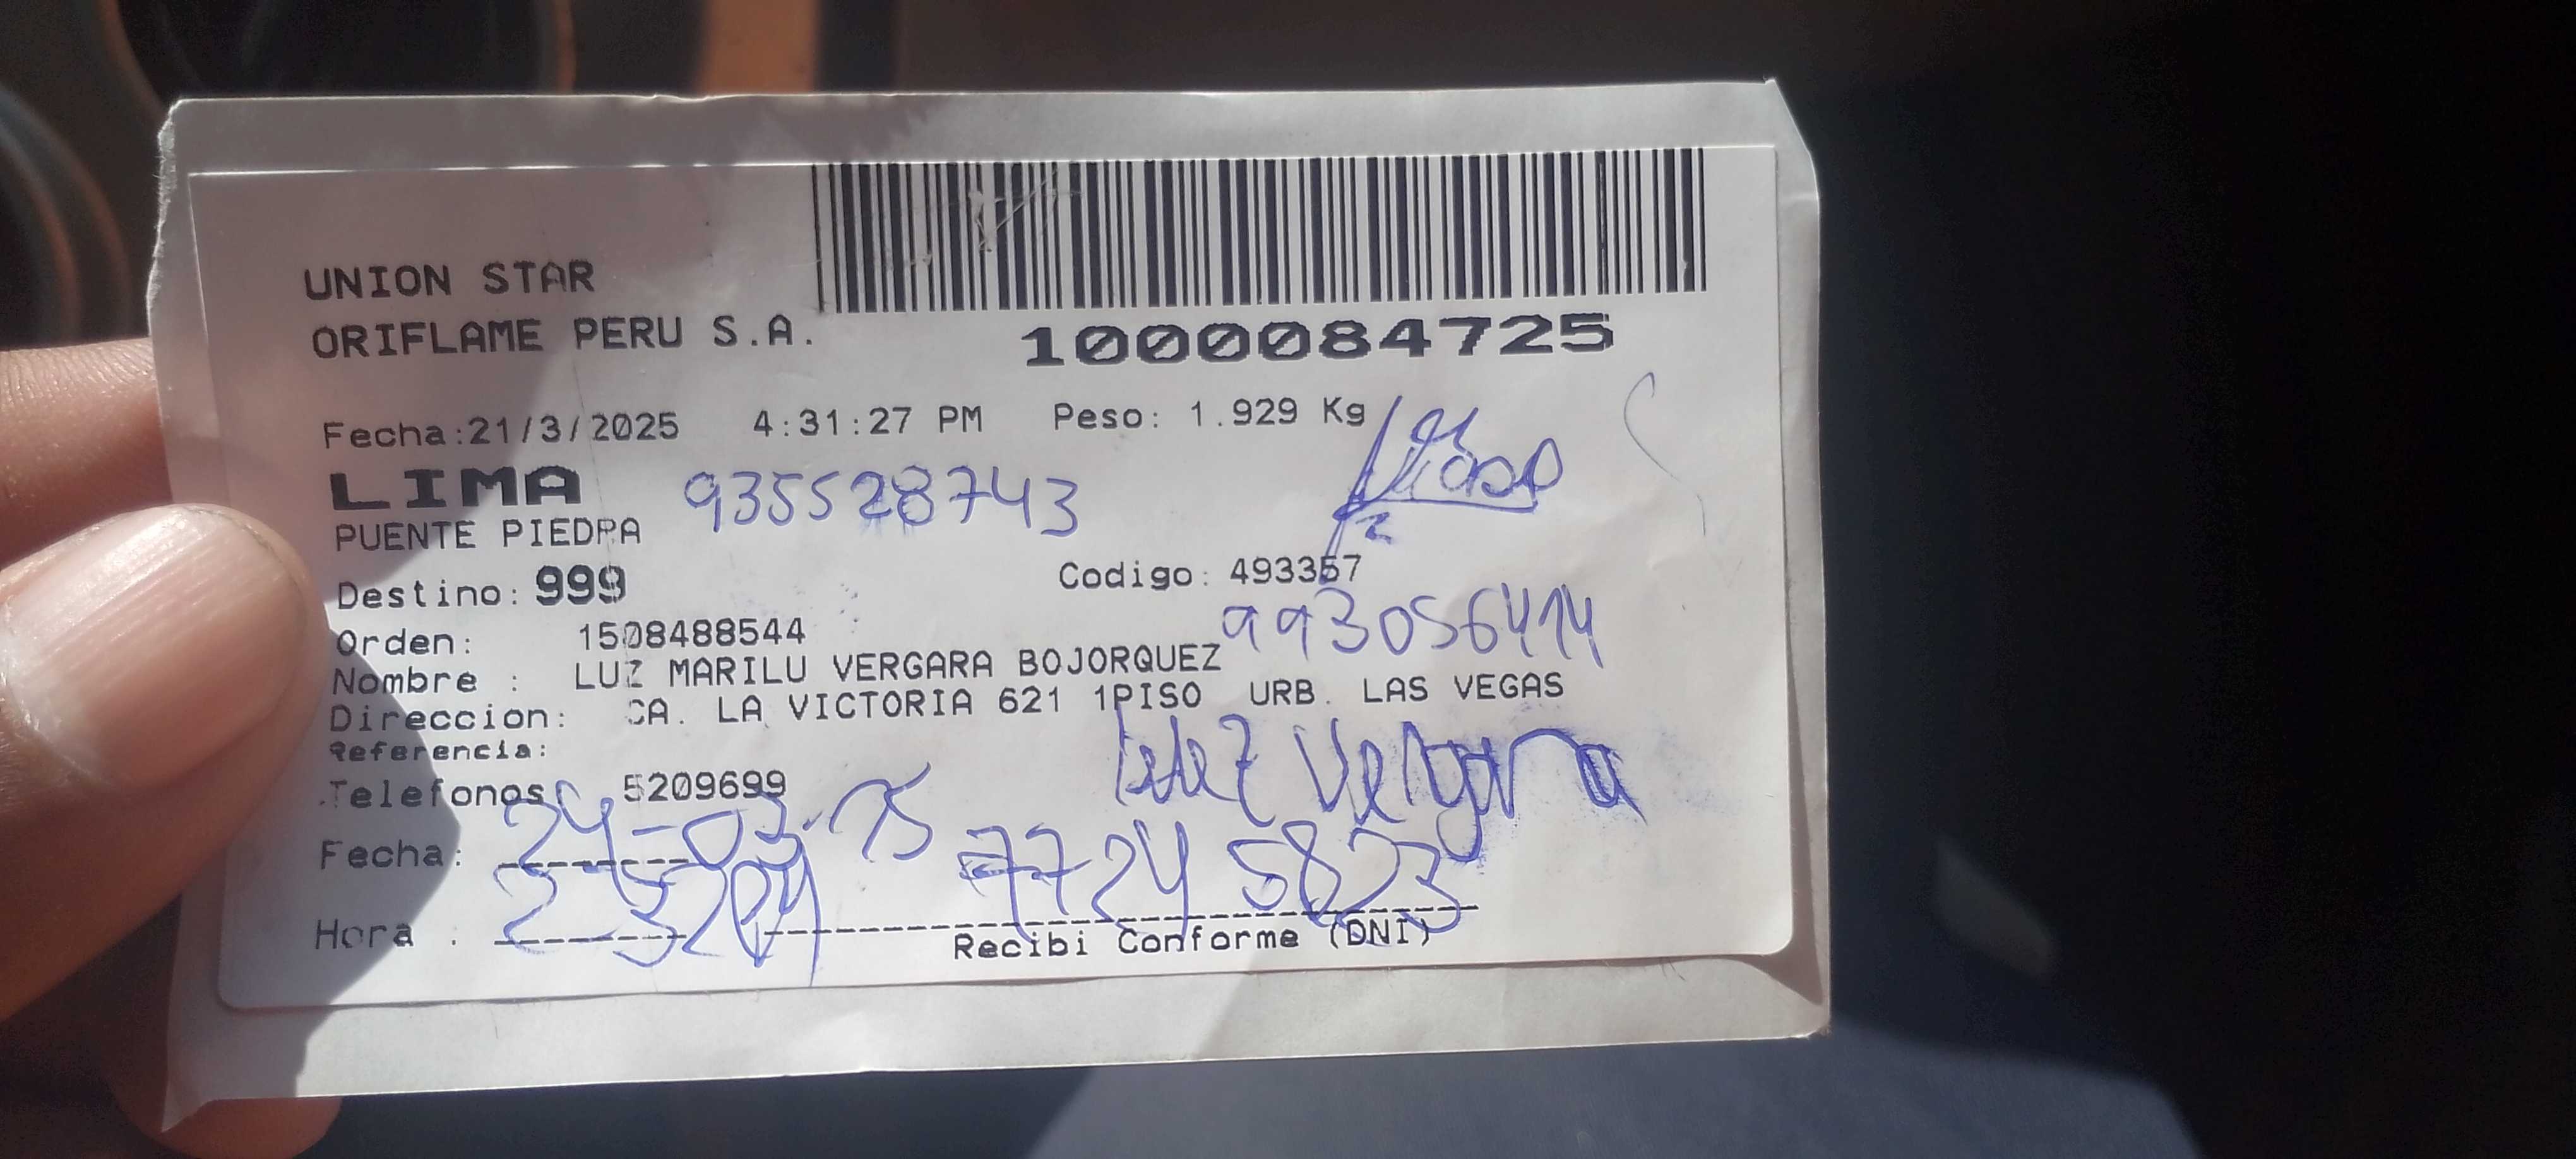 UNION STAR
ORIFLAME PERU S.A.
1000084725
Fecha:21/3/2025 4:31:27 PM Peso: 1.929 Kg
LIMA 935528743
PUENTE PIEDRA
Destino: 999 Codigo: 493357
Orden: 1508488544 993056414
Nombre : LUZ MARILU VERGARA BOJORQUEZ
Direccion: CA. LA VICTORIA 621 1PISO URB. LAS VEGAS
Referencia:
Telefonos: 5209699 Vergara
Fecha: 24-03-25 77245823
Hora :
Recibi Conforme (DNI)